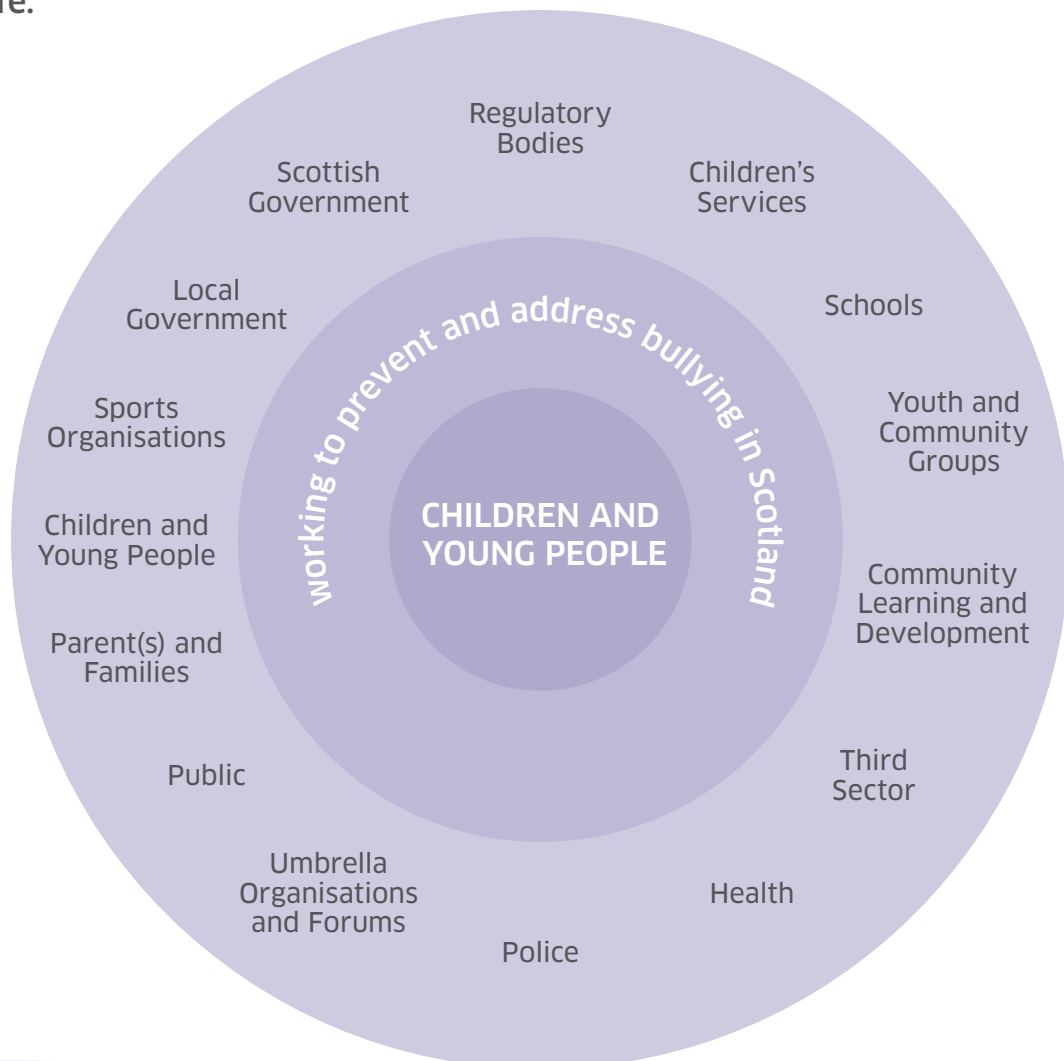 Regulatory
Bodies
Scottish
Government
Children's
Services
Local
Government
Schools
working to prevent and address bullying in Scotland
Sports
Organisations
Youth and
Community
Groups
Children and
Young People
CHILDREN AND
YOUNG PEOPLE
Community
Learning and
Development
Parent(s) and
Families
Third
Sector
Public
Umbrella
Organisations
and Forums
Health
Police